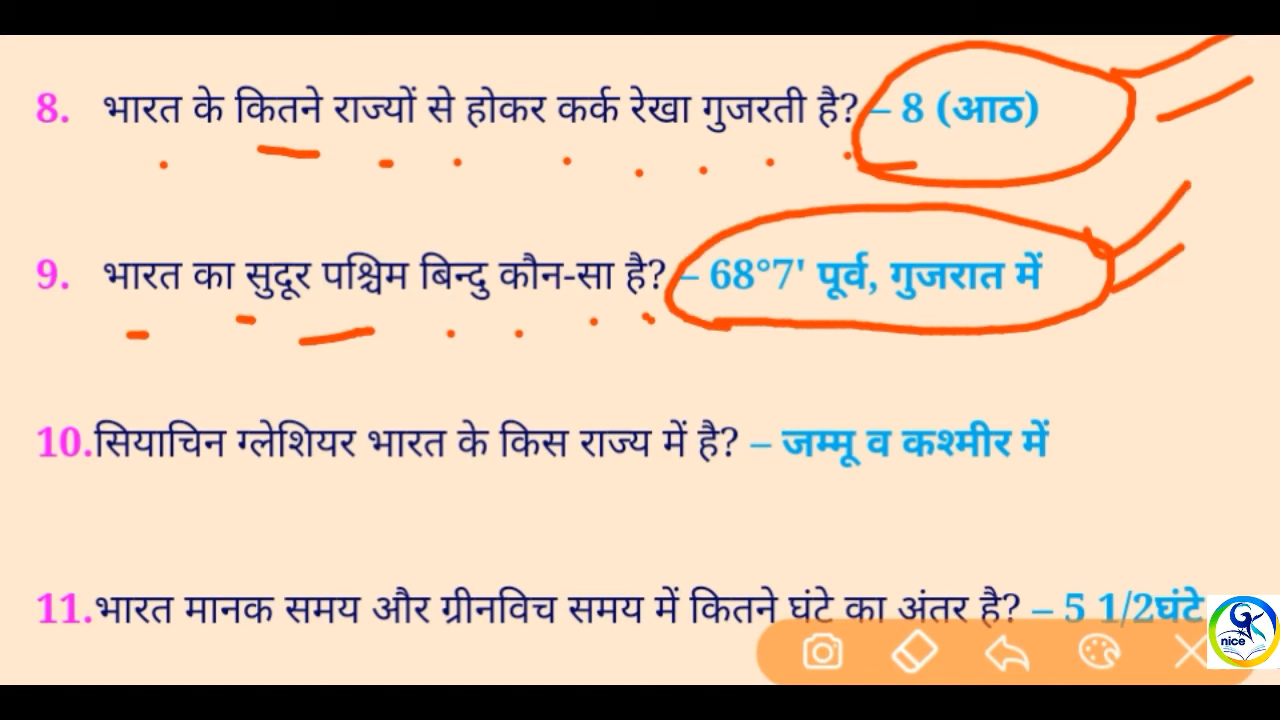 8. भारत के कितने राज्यों से होकर कर्क रेखा गुजरती है? – 8 (आठ)
9. भारत का सुदूर पश्चिम बिन्दु कौन-सा है? – 68°7' पूर्व, गुजरात में
10.सियाचिन ग्लेशियर भारत के किस राज्य में है? – जम्मू व कश्मीर में
11.भारत मानक समय और ग्रीनविच समय में कितने घंटे का अंतर है? – 5 1/2घंटे
nice